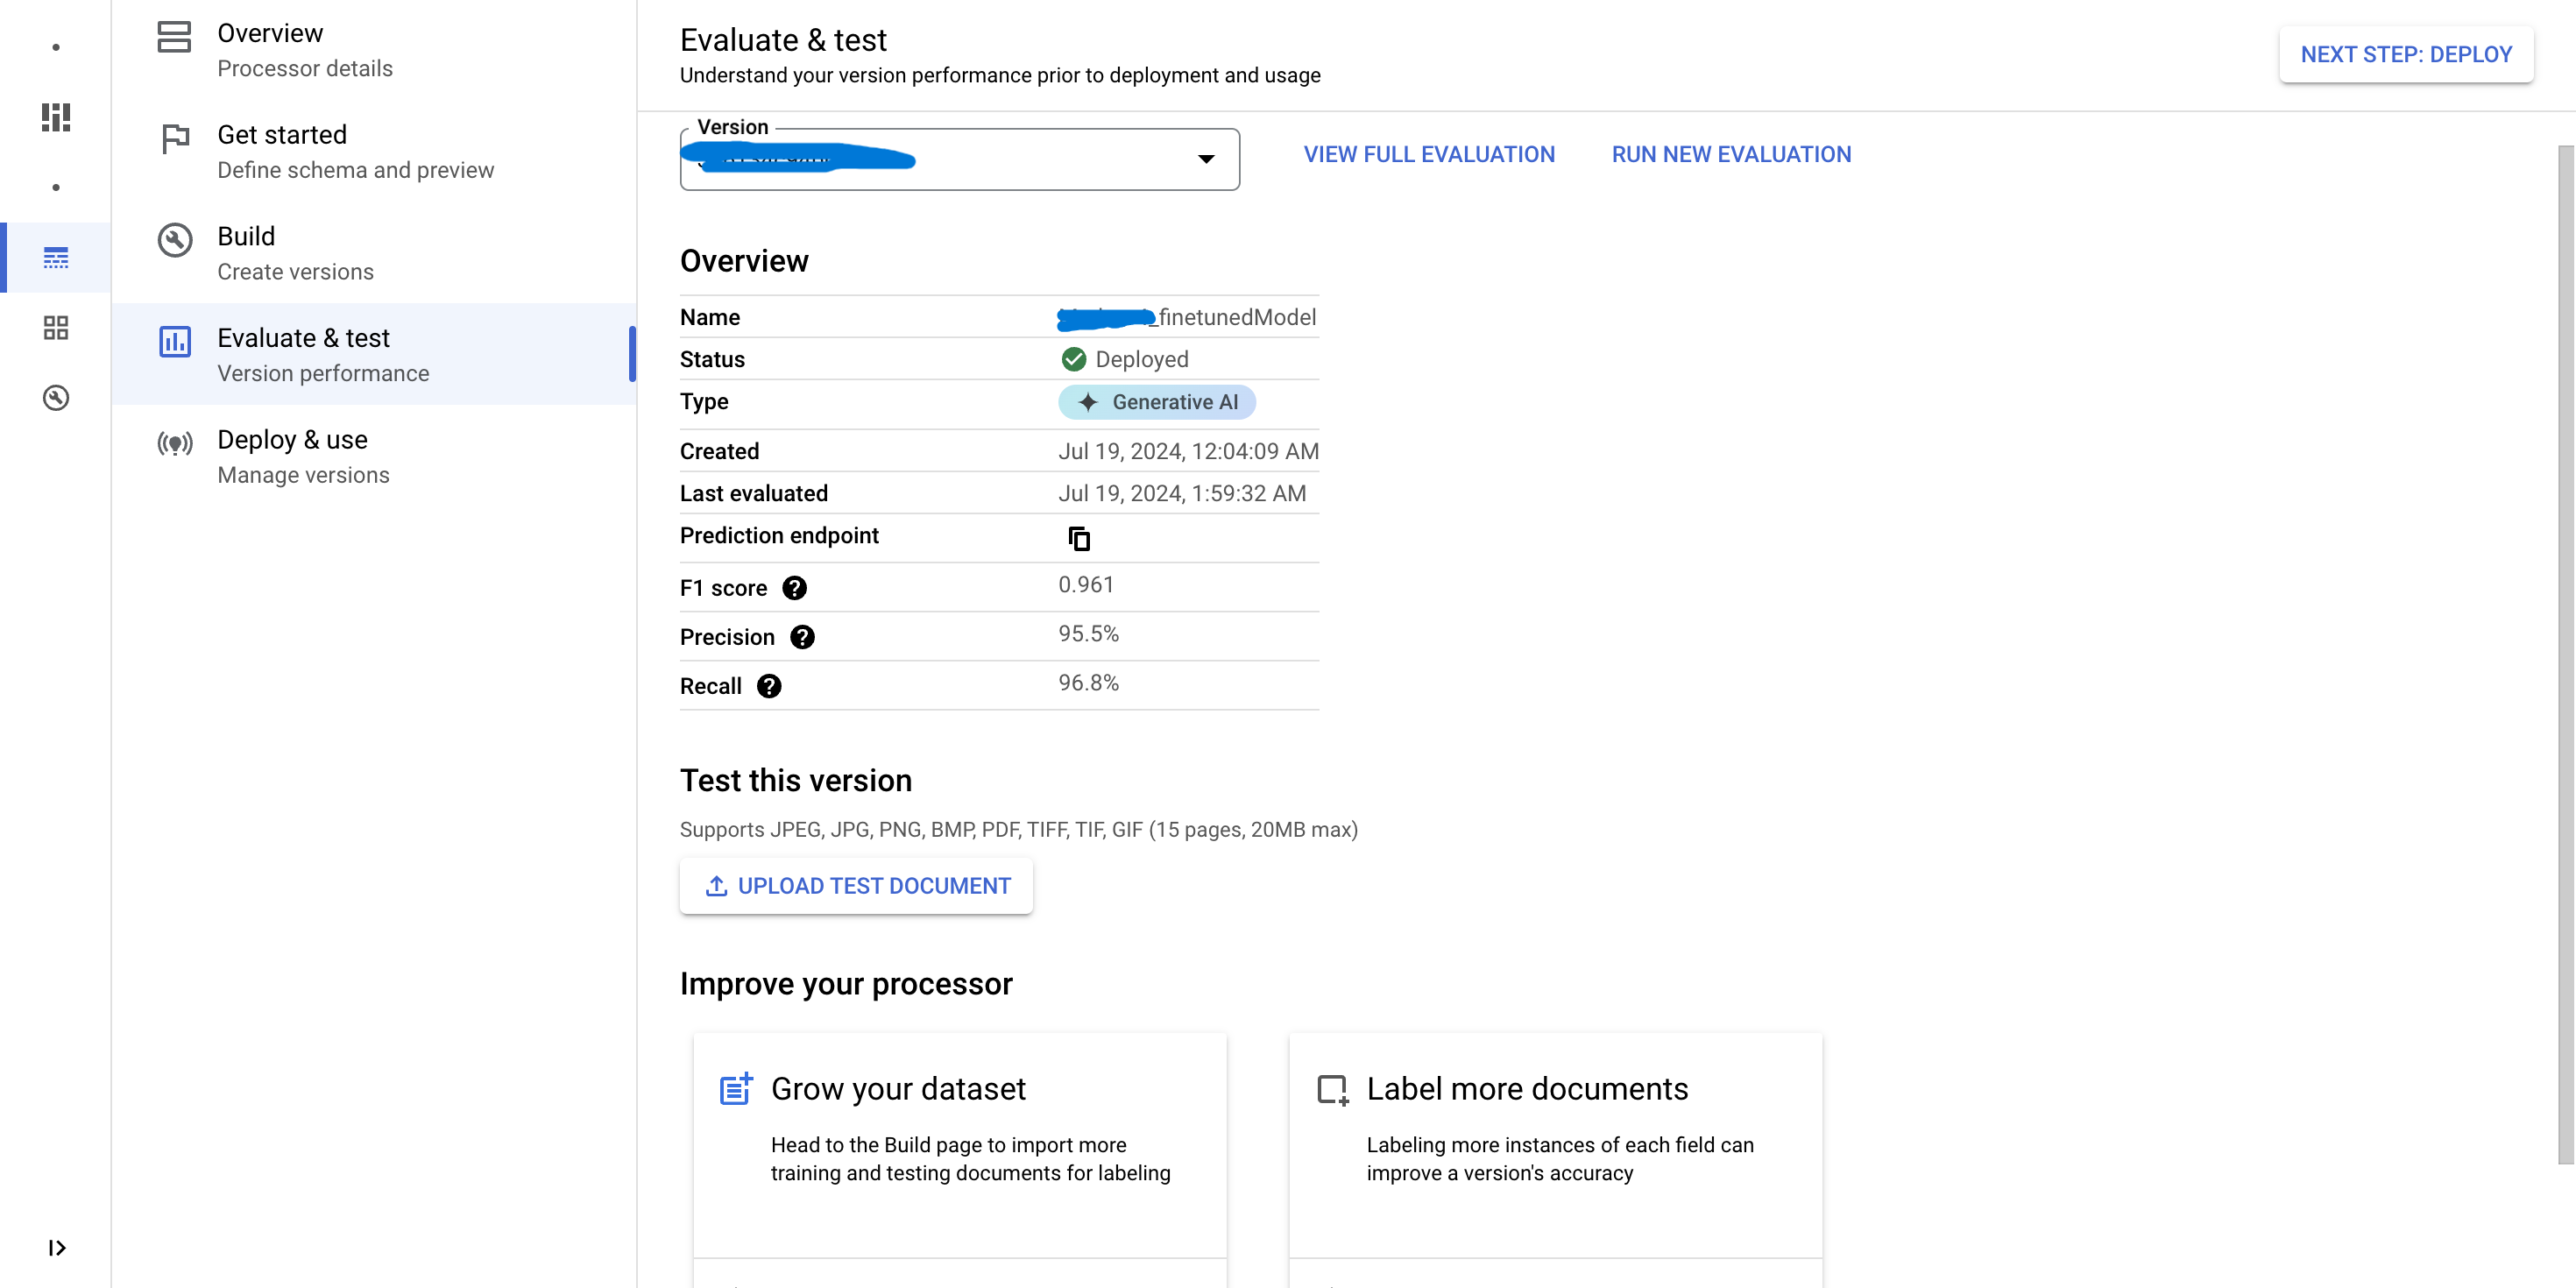 Overview
Processor details
Get started
Define schema and preview
Build
Create versions
Evaluate & test
Version performance
Deploy & use
Manage versions
Evaluate & test
Understand your version performance prior to deployment and usage
NEXT STEP: DEPLOY
Version
VIEW FULL EVALUATION
RUN NEW EVALUATION
Overview
Name _finetunedModel
Status Deployed
Type Generative AI
Created Jul 19, 2024, 12:04:09 AM
Last evaluated Jul 19, 2024, 1:59:32 AM
Prediction endpoint
F1 score 0.961
Precision 95.5%
Recall 96.8%
Test this version
Supports JPEG, JPG, PNG, BMP, PDF, TIFF, TIF, GIF (15 pages, 20MB max)
UPLOAD TEST DOCUMENT
Improve your processor
Grow your dataset
Head to the Build page to import more
training and testing documents for labeling
Label more documents
Labeling more instances of each field can
improve a version's accuracy